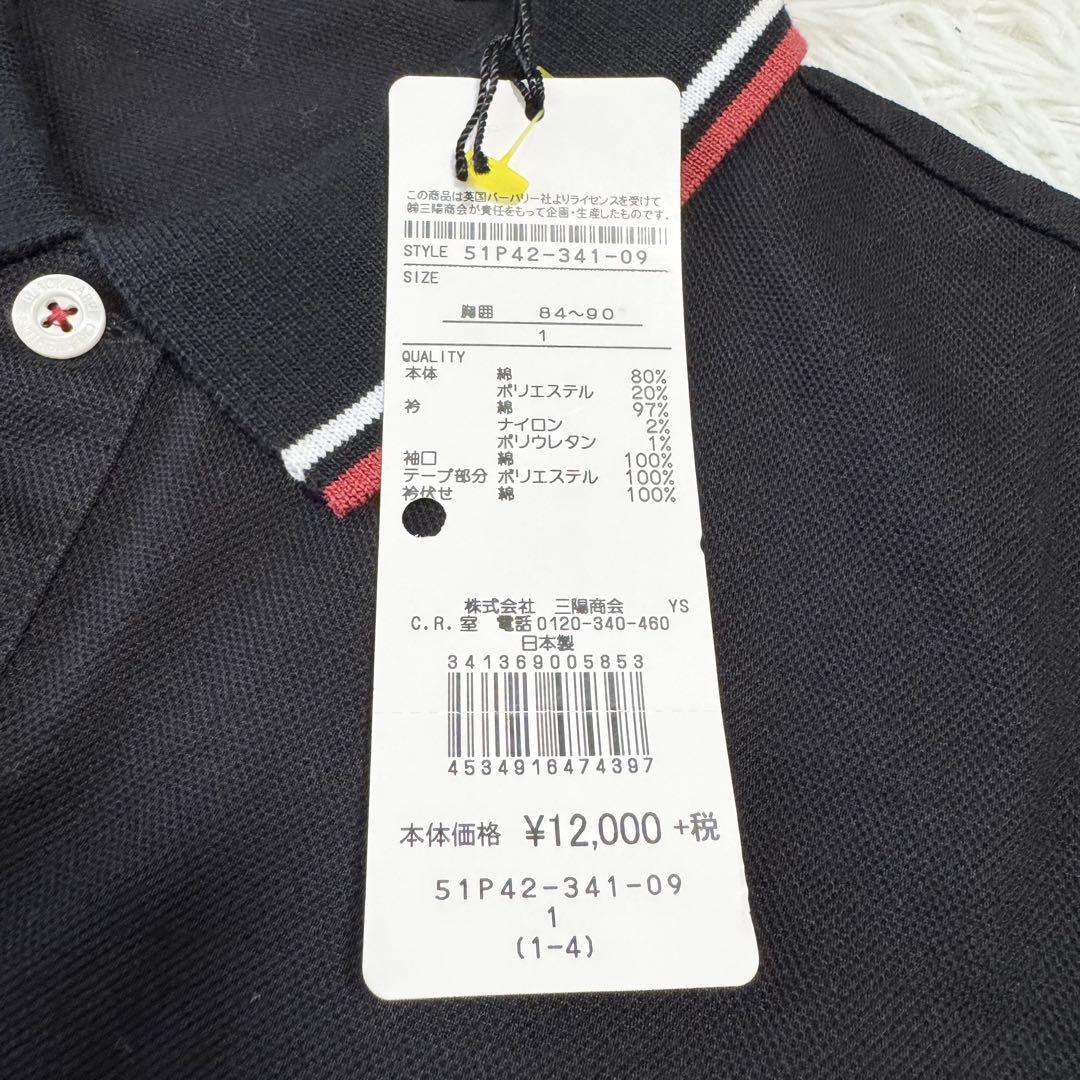 この商品は英国バーバリー社よりライセンスを受けて
㈱三陽商会が責任をもって企画・生産したものです.
STYLE 51P42-341-09
SIZE
胸囲 84~90
1
QUALITY
本体 綿 80%
ポリエステル 20%
衿 綿 97%
ナイロン 2%
ポリウレタン 1%
袖口 綿 100%
テープ部分 ポリエステル 100%
衿伏せ 綿 100%
株式会社 三陽商会 YS
C.R.室 電話0120-340-460
日本製
341369005853
4534916474397
本体価格 ¥12,000 +税
51P42-341-09
1
(1-4)